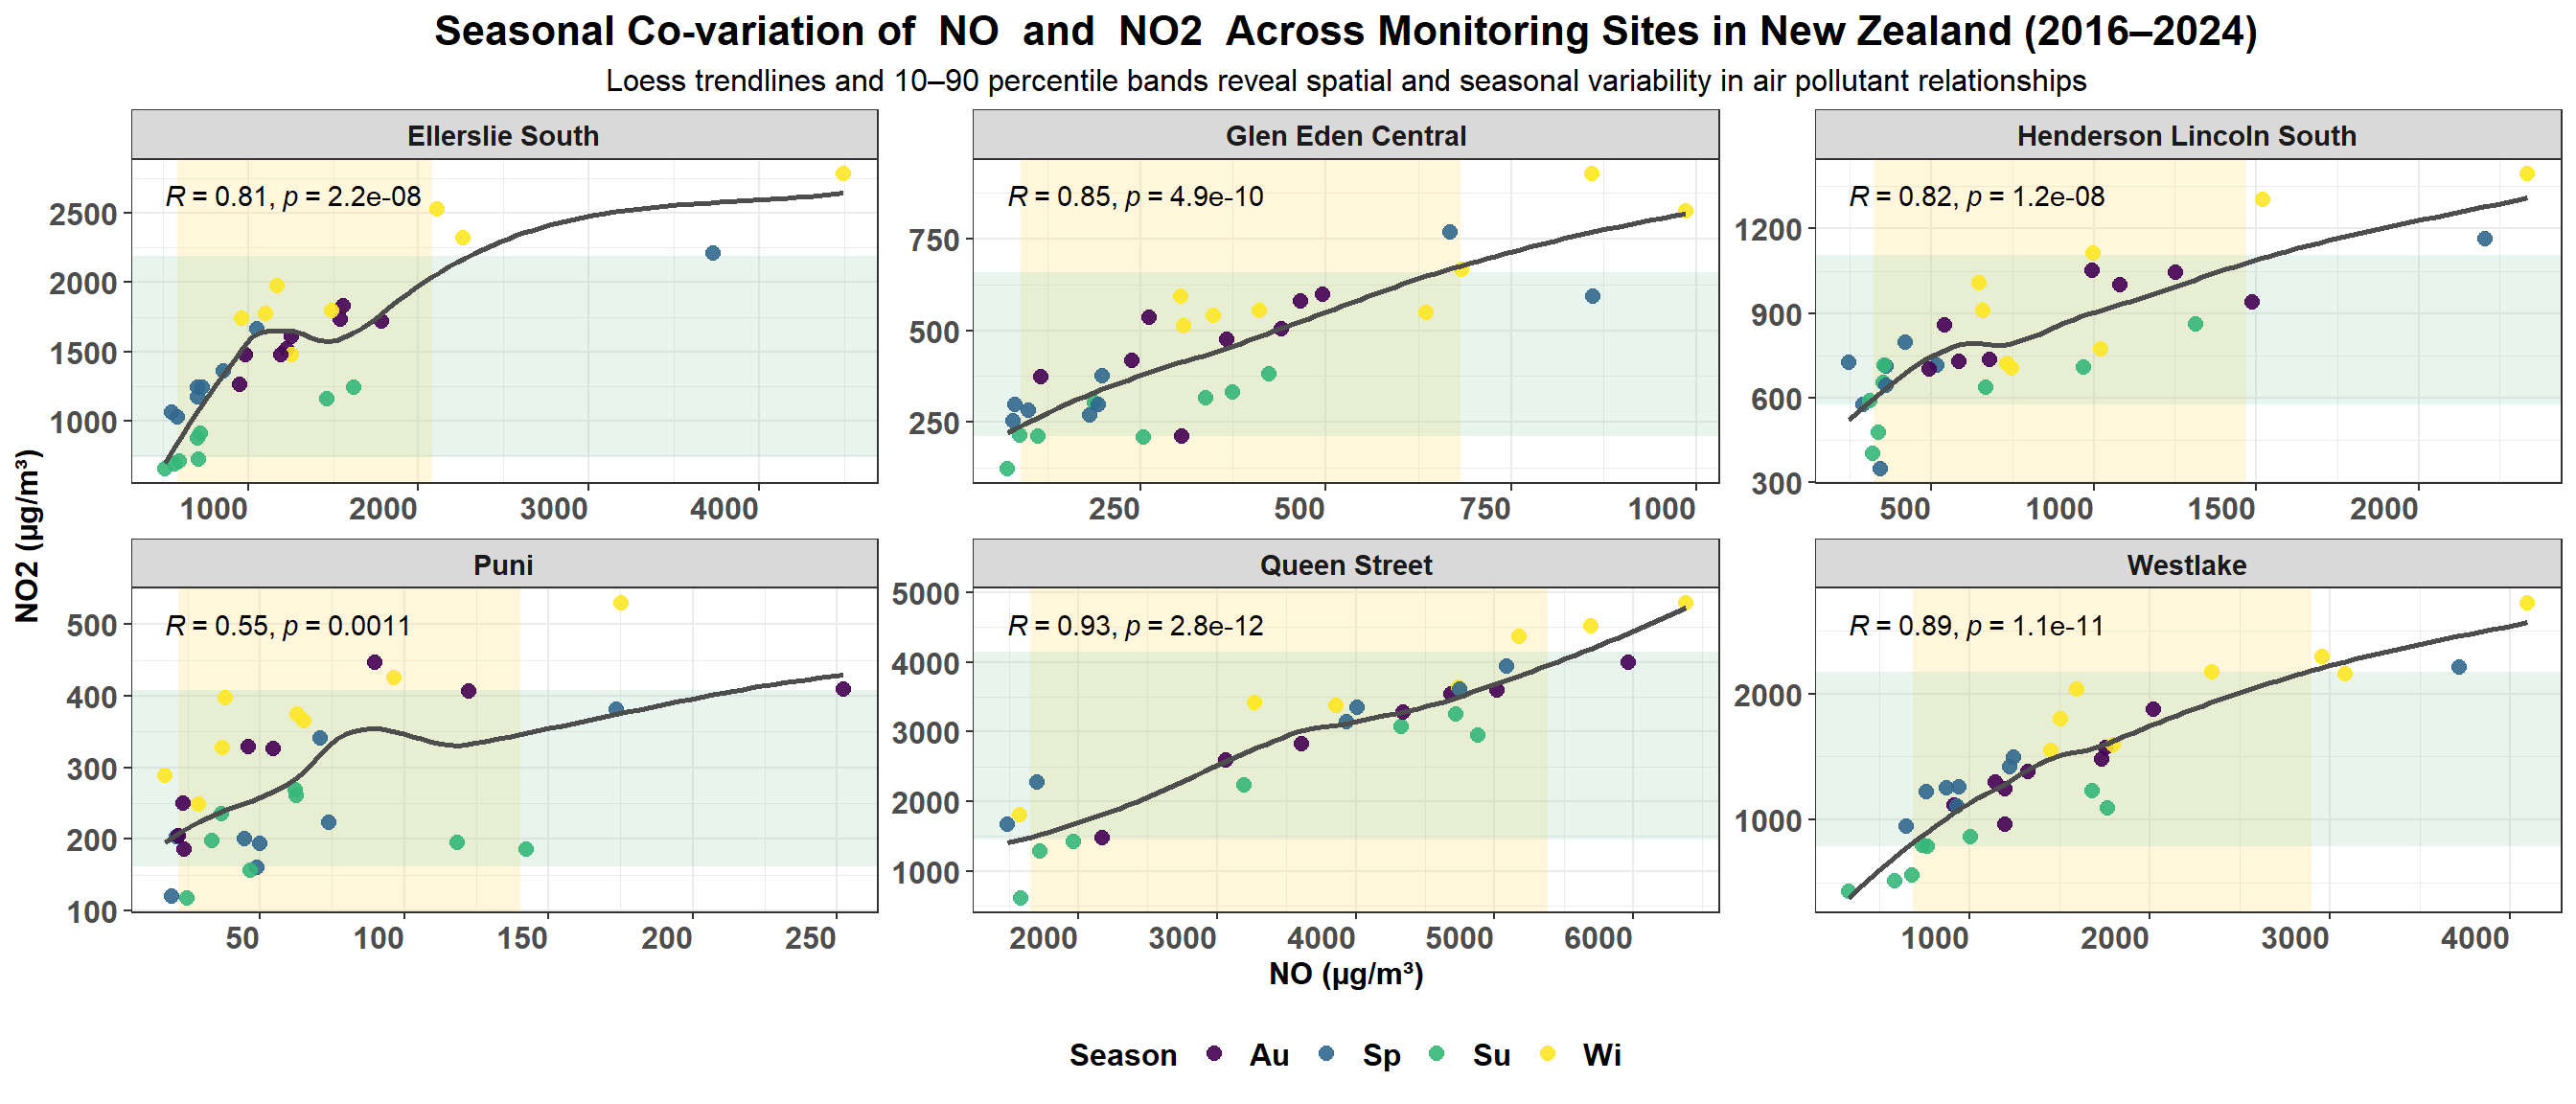 Seasonal Co-variation of  NO  and  NO2  Across Monitoring Sites in New Zealand (2016–2024)
Loess trendlines and 10–90 percentile bands reveal spatial and seasonal variability in air pollutant relationships
Ellerslie South
Glen Eden Central
Henderson Lincoln South
R = 0.81, p = 2.2e-08
R = 0.85, p = 4.9e-10
R = 0.82, p = 1.2e-08
2500
2000
1500
1000
750
500
250
1200
900
600
300
1000 2000 3000 4000
250 500 750 1000
500 1000 1500 2000
NO2 (µg/m³)
Puni
Queen Street
Westlake
R = 0.55, p = 0.0011
R = 0.93, p = 2.8e-12
R = 0.89, p = 1.1e-11
500
400
300
200
100
5000
4000
3000
2000
1000
2000
1000
50 100 150 200 250
2000 3000 4000 5000 6000
1000 2000 3000 4000
NO (µg/m³)
Season Au Sp Su Wi